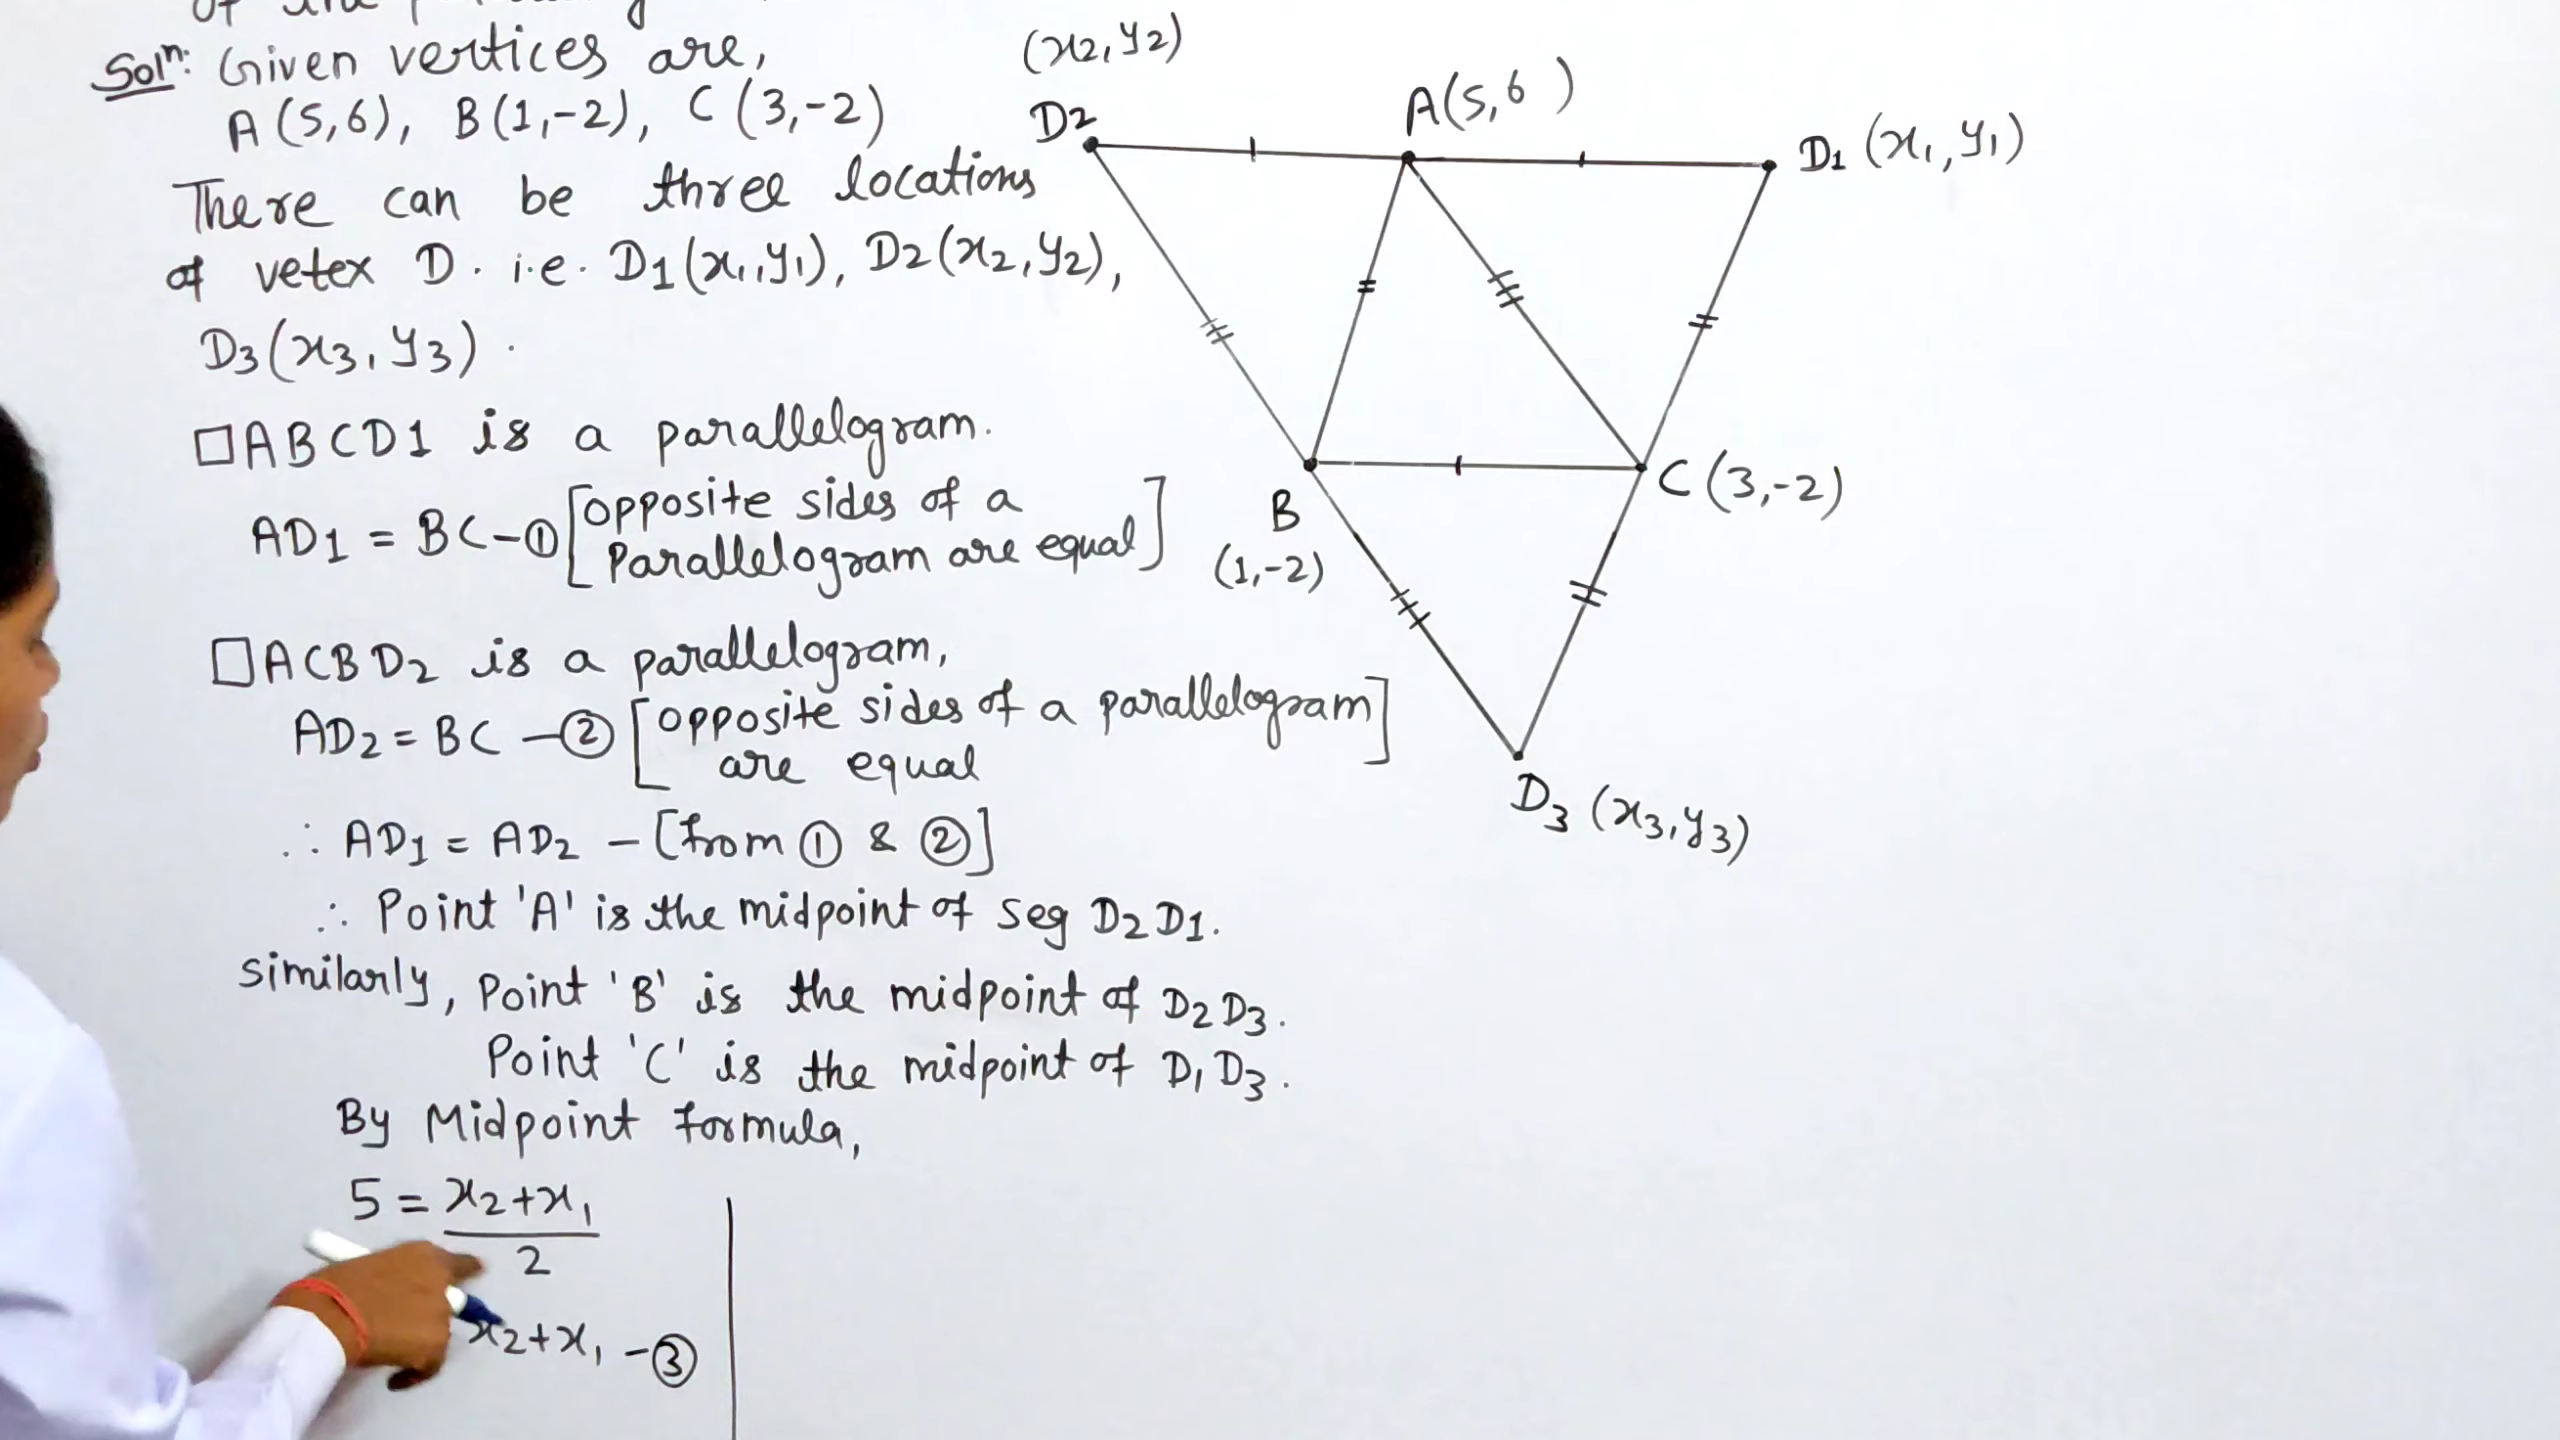 Solⁿ: Given vertices are,
A (5,6), B(1,-2), C (3,-2)
There can be three locations
of vetex D. i.e. D1(x₁,y₁), D2(x2,y2),
D3(x3,y3).
□ABCD1 is a parallelogram.
AD1 = BC-① [opposite sides of a
Parallelogram are equal]
□ACBD2 is a parallelogram,
AD2 = BC -② [opposite sides of a parallelogram]
are equal
∴ AD1 = AD2 - [from ① & ②]
∴ Point 'A' is the midpoint of seg D2D1.
similarly, Point 'B' is the midpoint of D2D3.
Point 'C' is the midpoint of D₁D3.
By Midpoint formula,
5 = x2+x₁
2
x2+x₁ -③
(x2,y2)
D2
A(5,6 )
D1 (x₁,y₁)
B
(1,-2)
C (3,-2)
D3 (x3,y3)